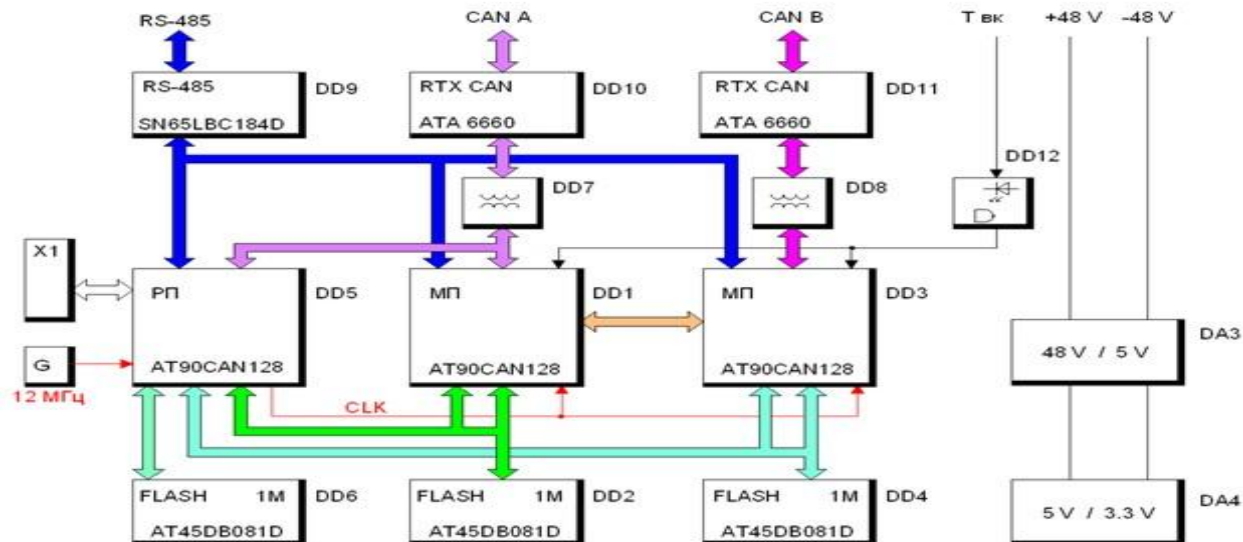 RS-485 CAN A CAN B Т вк +48 V -48 V
RS-485 DD9 RTX CAN DD10 RTX CAN DD11
SN65LBC184D ATA 6660 ATA 6660
DD12
DD7 DD8
X1
РП DD5 МП DD1 МП DD3
DA3
G 48 V / 5 V
AT90CAN128 AT90CAN128 AT90CAN128
12 МГц
CLK
FLASH 1M DD6 FLASH 1M DD2 FLASH 1M DD4 DA4
5 V / 3.3 V
AT45DB081D AT45DB081D AT45DB081D